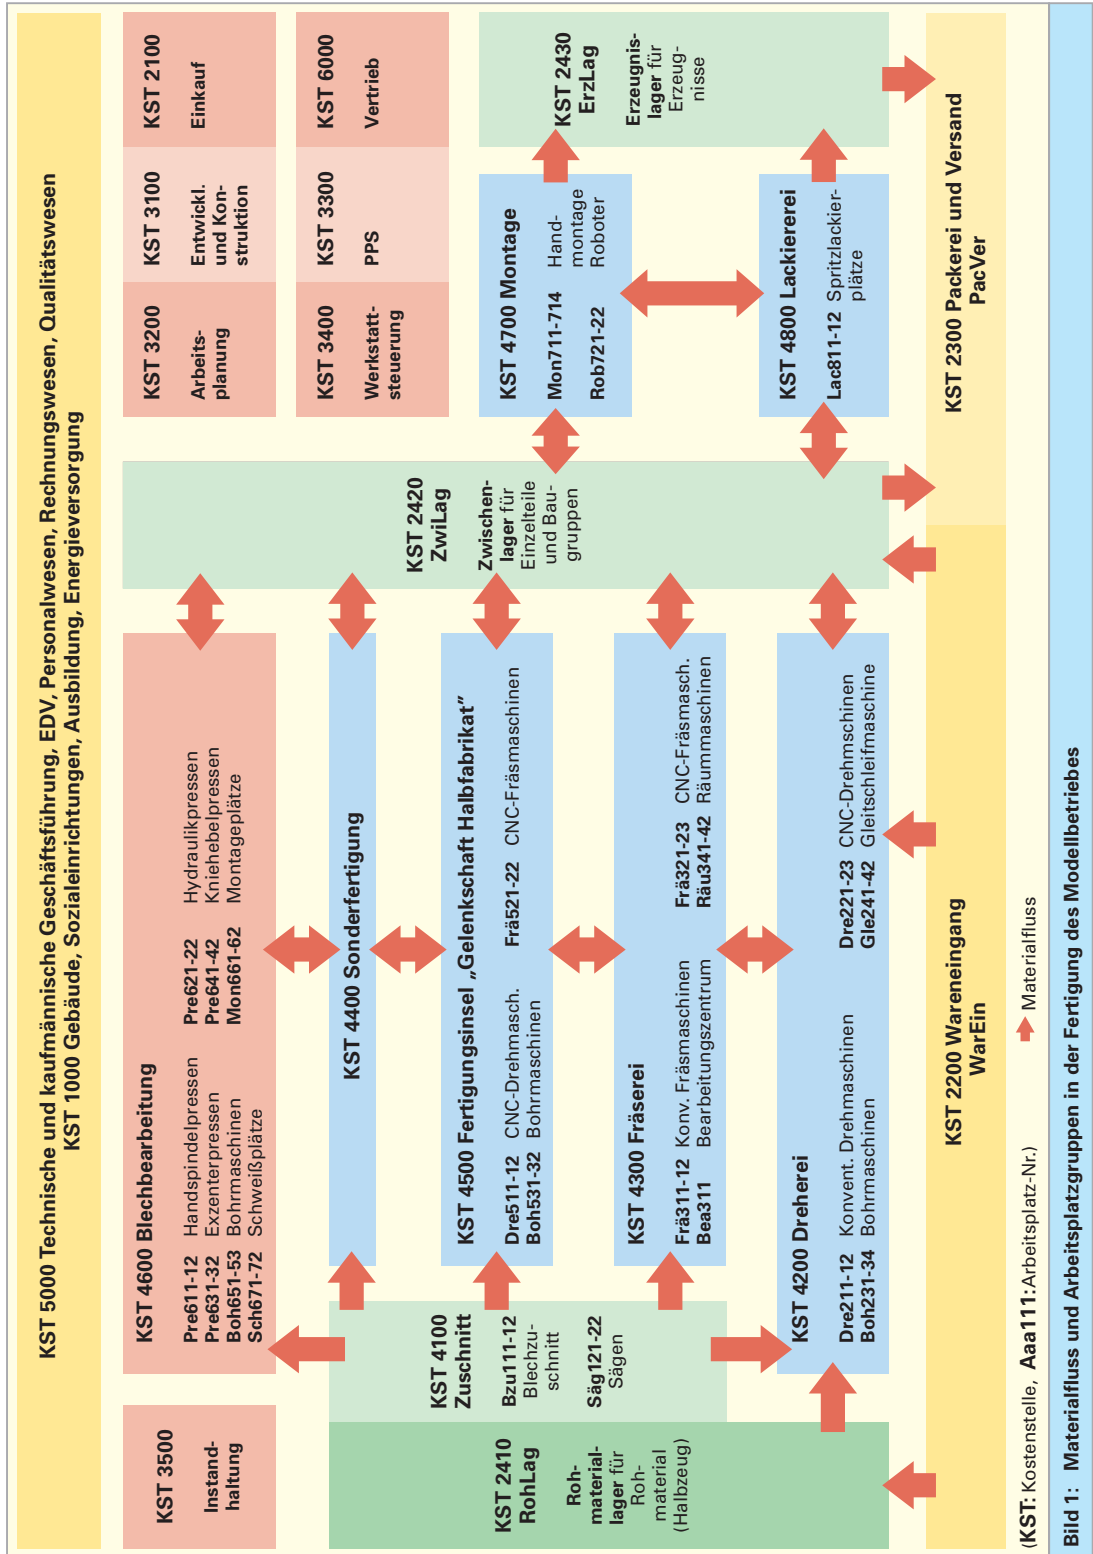 KST 5000 Technische und kaufmännische Geschäftsführung, EDV, Personalwesen, Rechnungswesen, Qualitätswesen
KST 1000 Gebäude, Sozialeinrichtungen, Ausbildung, Energieversorgung
KST 3500
Instand-
haltung
KST 4600 Blechbearbeitung
Pre611-12 Handspindelpressen
Pre631-32 Exzenterpressen
Boh651-53 Bohrmaschinen
Sch671-72 Schweißplätze
Pre621-22 Hydraulikpressen
Pre641-42 Kniehebelpressen
Mon661-62 Montageplätze
KST 3200
Arbeits-
planung
KST 3100
Entwickl.
und Kon-
struktion
KST 2100
Einkauf
KST 3400
Werkstatt-
steuerung
KST 3300
PPS
KST 6000
Vertrieb
KST 2410
RohLag
Roh-
material-
lager für
Roh-
material
(Halbzeug)
KST 4100
Zuschnitt
Bzu111-12
Blechzu-
schnitt
Säg121-22
Sägen
KST 4400 Sonderfertigung
KST 4500 Fertigungsinsel „Gelenkschaft Halbfabrikat“
Dre511-12 CNC-Drehmasch.
Boh531-32 Bohrmaschinen
Frä521-22 CNC-Fräsmaschinen
KST 4300 Fräserei
Frä311-12 Konv. Fräsmaschinen
Bea311 Bearbeitungszentrum
Frä321-23 CNC-Fräsmasch.
Räu341-42 Räummaschinen
KST 4200 Dreherei
Dre211-12 Konvent. Drehmaschinen
Boh231-34 Bohrmaschinen
Dre221-23 CNC-Drehmschinen
Gle241-42 Gleitschleifmaschine
KST 2420
ZwiLag
Zwischen-
lager für
Einzelteile
und Bau-
gruppen
KST 4700 Montage
Mon711-714 Hand-
montage
Rob721-22 Roboter
KST 4800 Lackiererei
Lac811-12 Spritzlackier-
plätze
KST 2430
ErzLag
Erzeugnis-
lager für
Erzeug-
nisse
KST 2200 Wareneingang
WarEin
KST 2300 Packerei und Versand
PacVer
(KST: Kostenstelle, Aaa111:Arbeitsplatz-Nr.)
Materialfluss
Bild 1: Materialfluss und Arbeitsplatzgruppen in der Fertigung des Modellbetriebes